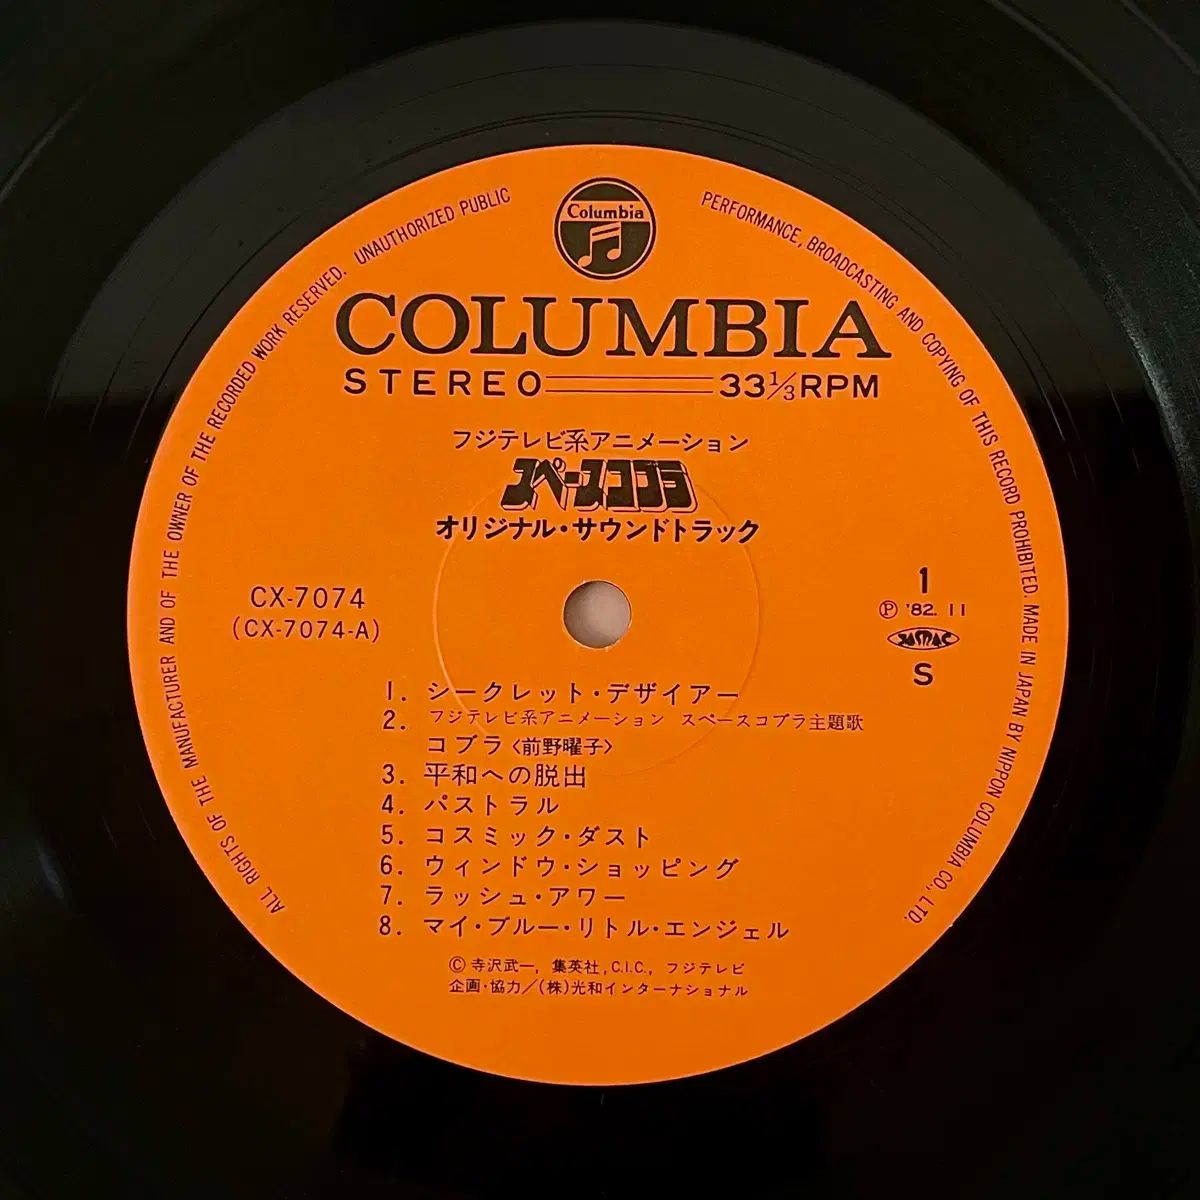 Columbia
COLUMBIA
STEREO 33 1/3 RPM
フジテレビ系アニメーション
スペースコブラ
オリジナル・サウンドトラック
CX-7074
(CX-7074-A)
1
Ⓟ '82. 11
JASRAC
S
1. シークレット・デザイアー
2. フジテレビ系アニメーション スペースコブラ主題歌
コブラ〈前野曜子〉
3. 平和への脱出
4. パストラル
5. コスミック・ダスト
6. ウィンドウ・ショッピング
7. ラッシュ・アワー
8. マイ・ブルー・リトル・エンジェル
© 寺沢武一, 集英社, C.I.C., フジテレビ
企画・協力／(株)光和インターナショナル
ALL RIGHTS OF THE MANUFACTURER AND OF THE OWNER OF THE RECORDED WORK RESERVED. UNAUTHORIZED PUBLIC PERFORMANCE, BROADCASTING AND COPYING OF THIS RECORD PROHIBITED. MADE IN JAPAN BY NIPPON COLUMBIA CO., LTD.